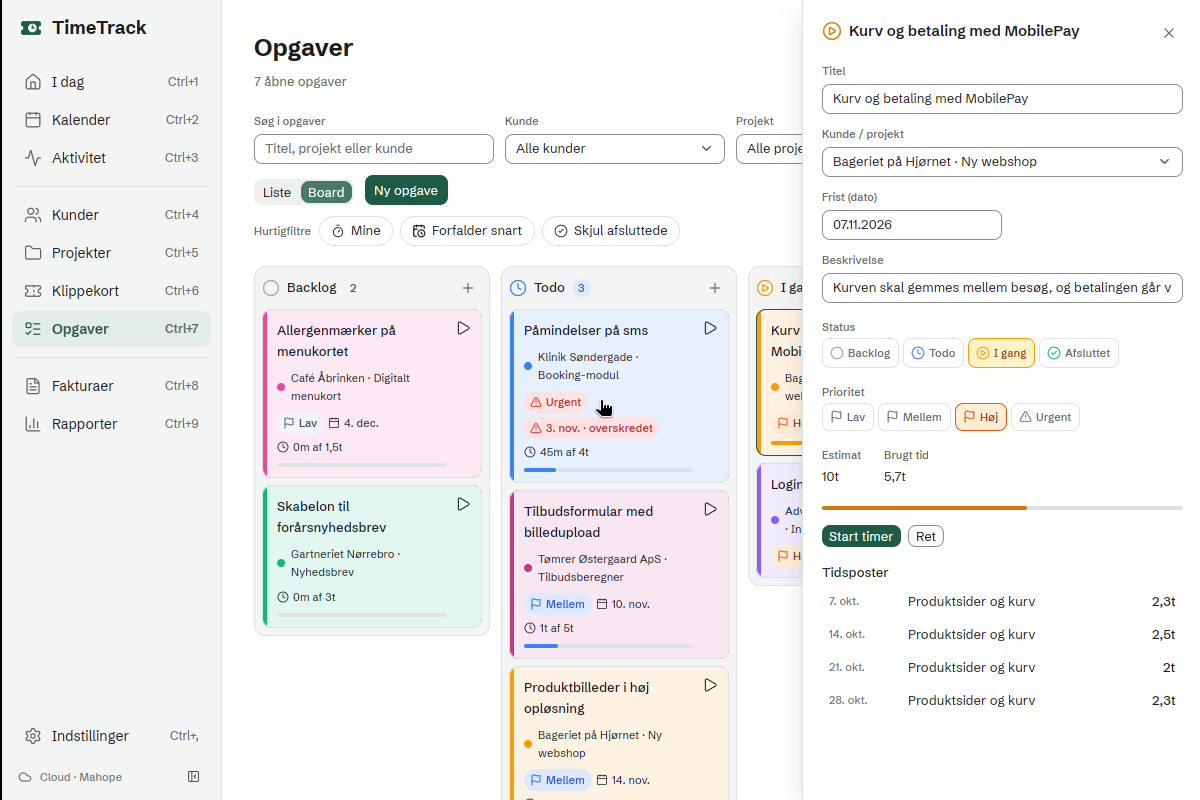 TimeTrack
I dag Ctrl+1
Kalender Ctrl+2
Aktivitet Ctrl+3
Kunder Ctrl+4
Projekter Ctrl+5
Klippekort Ctrl+6
Opgaver Ctrl+7
Fakturaer Ctrl+8
Rapporter Ctrl+9
Indstillinger Ctrl+,
Cloud · Mahope
Opgaver
7 åbne opgaver
Søg i opgaver
Titel, projekt eller kunde
Kunde
Alle kunder
Projekt
Alle proje
Liste Board Ny opgave
Hurtigfiltre Mine Forfalder snart Skjul afsluttede
Backlog 2
Allergenmærker på
menukortet
Café Åbrinken · Digitalt
menukort
Lav 4. dec.
0m af 1,5t
Skabelon til
forårsnyhedsbrev
Gartneriet Nørrebro ·
Nyhedsbrev
0m af 3t
Todo 3
Påmindelser på sms
Klinik Søndergade ·
Booking-modul
Urgent
3. nov. · overskredet
45m af 4t
Tilbudsformular med
billedupload
Tømrer Østergaard ApS ·
Tilbudsberegner
Mellem 10. nov.
1t af 5t
Produktbilleder i høj
opløsning
Bageriet på Hjørnet · Ny
webshop
Mellem 14. nov.
I ga
Kurv
Mobi
Bag
wel
H
Login
Adv
· In
H
Kurv og betaling med MobilePay
Titel
Kurv og betaling med MobilePay
Kunde / projekt
Bageriet på Hjørnet · Ny webshop
Frist (dato)
07.11.2026
Beskrivelse
Kurven skal gemmes mellem besøg, og betalingen går v
Status
Backlog Todo I gang Afsluttet
Prioritet
Lav Mellem Høj Urgent
Estimat Brugt tid
10t 5,7t
Start timer Ret
Tidsposter
7. okt. Produktsider og kurv 2,3t
14. okt. Produktsider og kurv 2,5t
21. okt. Produktsider og kurv 2t
28. okt. Produktsider og kurv 2,3t